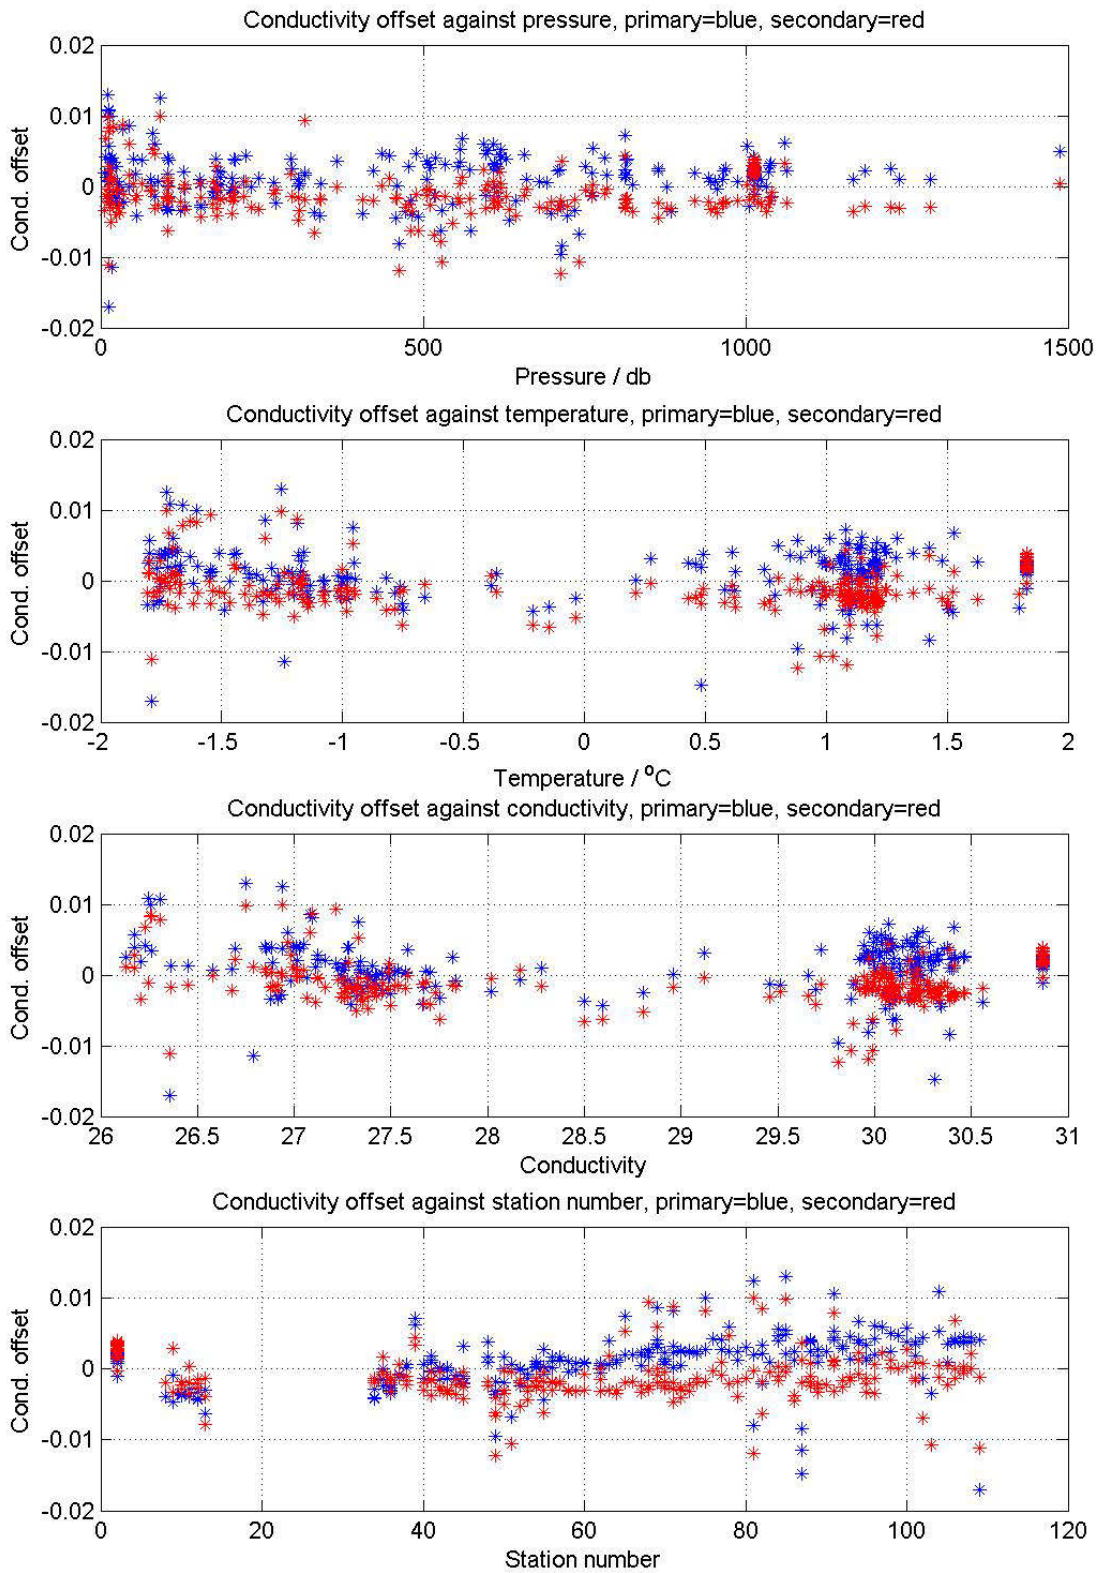 Conductivity offset against pressure, primary=blue, secondary=red
0.02
0.01
0
-0.01
-0.02
Cond. offset
0 500 1000 1500
Pressure / db
Conductivity offset against temperature, primary=blue, secondary=red
0.02
0.01
0
-0.01
-0.02
Cond. offset
-2 -1.5 -1 -0.5 0 0.5 1 1.5 2
Temperature / °C
Conductivity offset against conductivity, primary=blue, secondary=red
0.02
0.01
0
-0.01
-0.02
Cond. offset
26 26.5 27 27.5 28 28.5 29 29.5 30 30.5 31
Conductivity
Conductivity offset against station number, primary=blue, secondary=red
0.02
0.01
0
-0.01
-0.02
Cond. offset
0 20 40 60 80 100 120
Station number